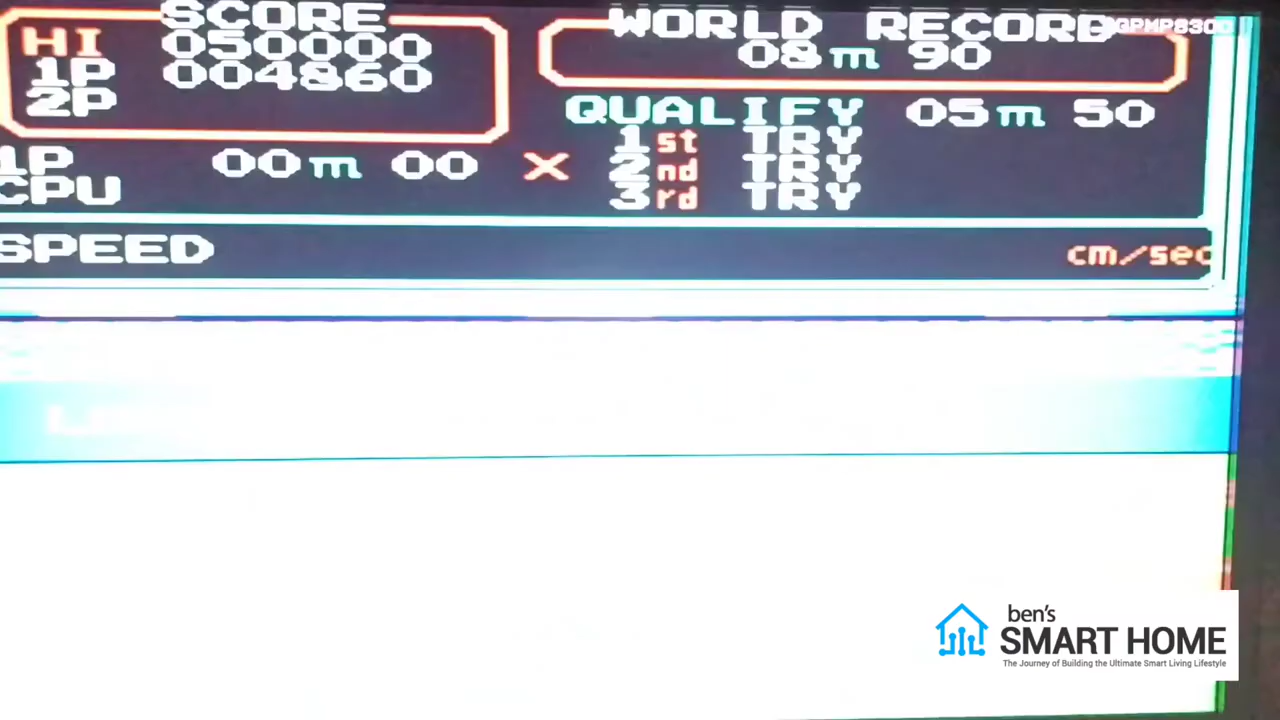 SCORE
HI 050000
1P 004860
2P
WORLD RECORD
08m 90
QUALIFY 05m 50
1st TRY
2nd TRY
3rd TRY
1P 00m 00 X
CPU
SPEED cm/sec
ben's
SMART HOME
The Journey of Building the Ultimate Smart Living Lifestyle